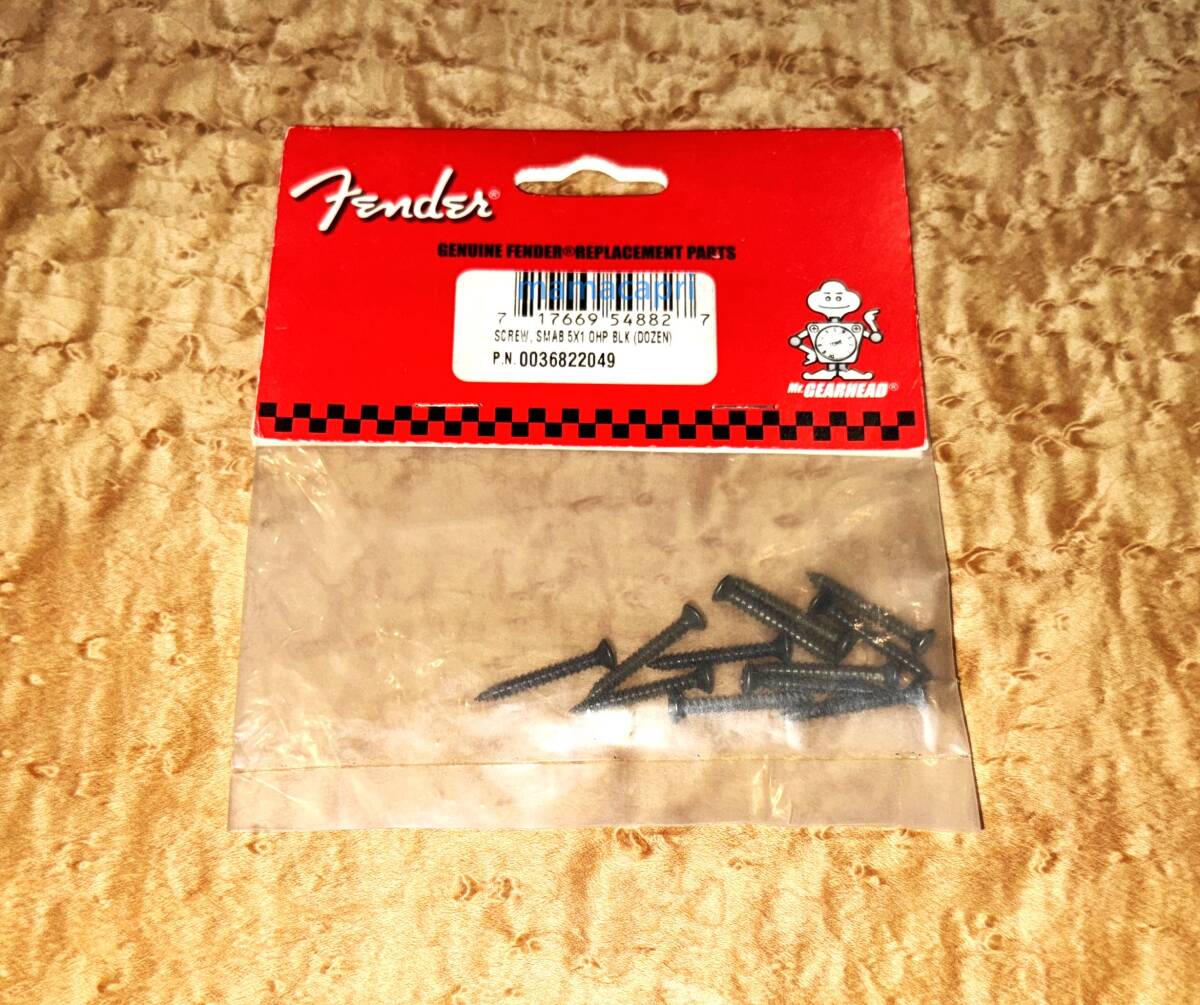 Fender®
GENUINE FENDER® REPLACEMENT PARTS
mamacapri
7 17669 54882 7
SCREW, SMAB 5X1 OHP BLK (DOZEN)
P.N. 0036822049
Mr. GEARHEAD®